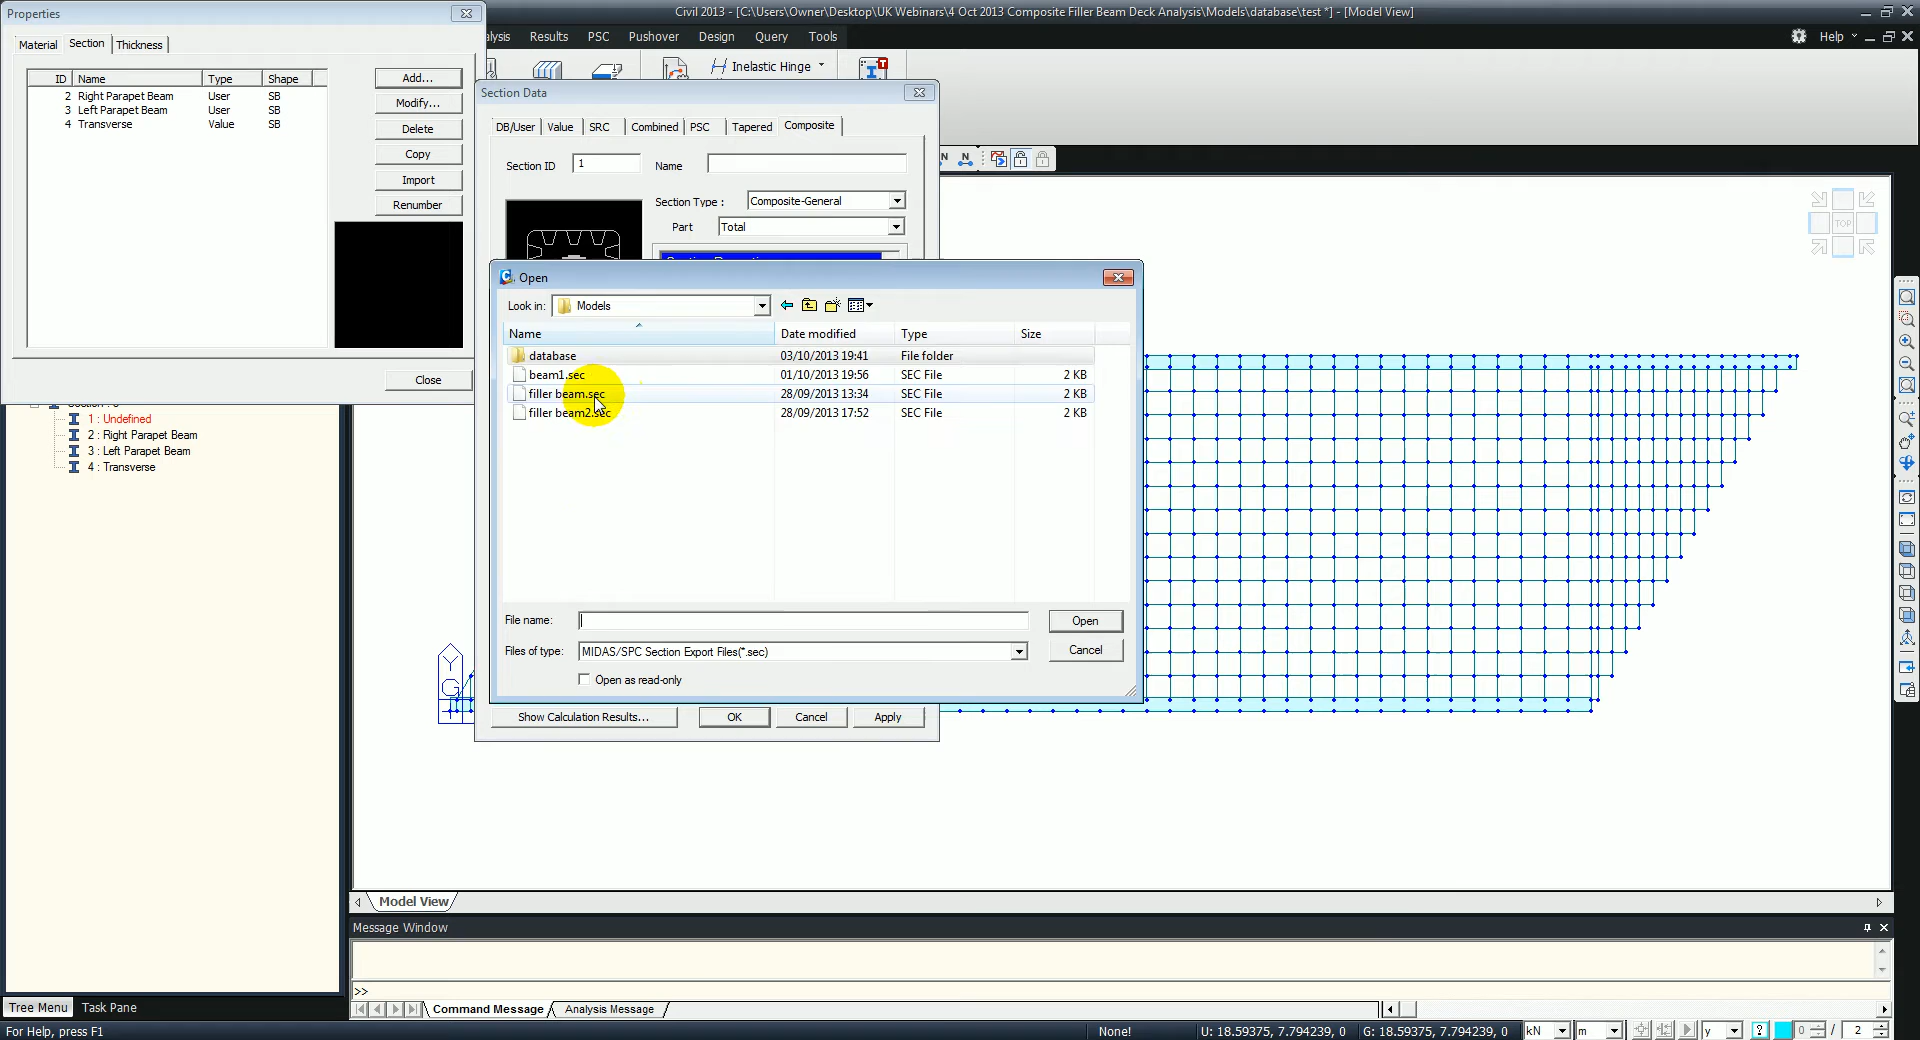 Properties
Civil 2013 - [C:\Users\Owner\Desktop\UK Webinars\4 Oct 2013 Composite Filler Beam Deck Analysis\Models\database\test *] - [Model View]
Material Section Thickness
alysis Results PSC Pushover Design Query Tools Help
ID Name Type Shape
2 Right Parapet Beam User SB
3 Left Parapet Beam User SB
4 Transverse Value SB
Add...
Modify...
Delete
Copy
Import
Renumber
Close
Inelastic Hinge
Section Data
DB/User Value SRC Combined PSC Tapered Composite
Section ID 1 Name
Section Type : Composite-General
Part Total
Open
Look in: Models
Name Date modified Type Size
database 03/10/2013 19:41 File folder
beam1.sec 01/10/2013 19:56 SEC File 2 KB
filler beam.sec 28/09/2013 13:34 SEC File 2 KB
filler beam2.sec 28/09/2013 17:52 SEC File 2 KB
File name: Open
Files of type: MIDAS/SPC Section Export Files(*.sec) Cancel
Open as read-only
Show Calculation Results... OK Cancel Apply
1 : Undefined
2 : Right Parapet Beam
3 : Left Parapet Beam
4 : Transverse
TOP
Y
G
Model View
Message Window
>>
Tree Menu Task Pane
Command Message Analysis Message
For Help, press F1
None! U: 18.59375, 7.794239, 0 G: 18.59375, 7.794239, 0 kN m y ? 0 / 2